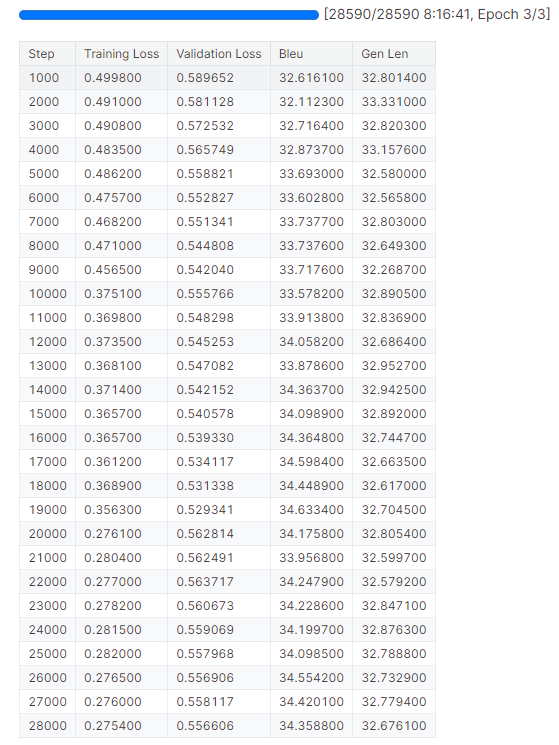 [28590/28590 8:16:41, Epoch 3/3]
Step Training Loss Validation Loss Bleu Gen Len
1000 0.499800 0.589652 32.616100 32.801400
2000 0.491000 0.581128 32.112300 33.331000
3000 0.490800 0.572532 32.716400 32.820300
4000 0.483500 0.565749 32.873700 33.157600
5000 0.486200 0.558821 33.693000 32.580000
6000 0.475700 0.552827 33.602800 32.565800
7000 0.468200 0.551341 33.737700 32.803000
8000 0.471000 0.544808 33.737600 32.649300
9000 0.456500 0.542040 33.717600 32.268700
10000 0.375100 0.555766 33.578200 32.890500
11000 0.369800 0.548298 33.913800 32.836900
12000 0.373500 0.545253 34.058200 32.686400
13000 0.368100 0.547082 33.878600 32.952700
14000 0.371400 0.542152 34.363700 32.942500
15000 0.365700 0.540578 34.098900 32.892000
16000 0.365700 0.539330 34.364800 32.744700
17000 0.361200 0.534117 34.598400 32.663500
18000 0.368900 0.531338 34.448900 32.617000
19000 0.356300 0.529341 34.633400 32.704500
20000 0.276100 0.562814 34.175800 32.805400
21000 0.280400 0.562491 33.956800 32.599700
22000 0.277000 0.563717 34.247900 32.579200
23000 0.278200 0.560673 34.228600 32.847100
24000 0.281500 0.559069 34.199700 32.876300
25000 0.282000 0.557968 34.098500 32.788800
26000 0.276500 0.556906 34.554200 32.732900
27000 0.276000 0.558117 34.420100 32.779400
28000 0.275400 0.556606 34.358800 32.676100